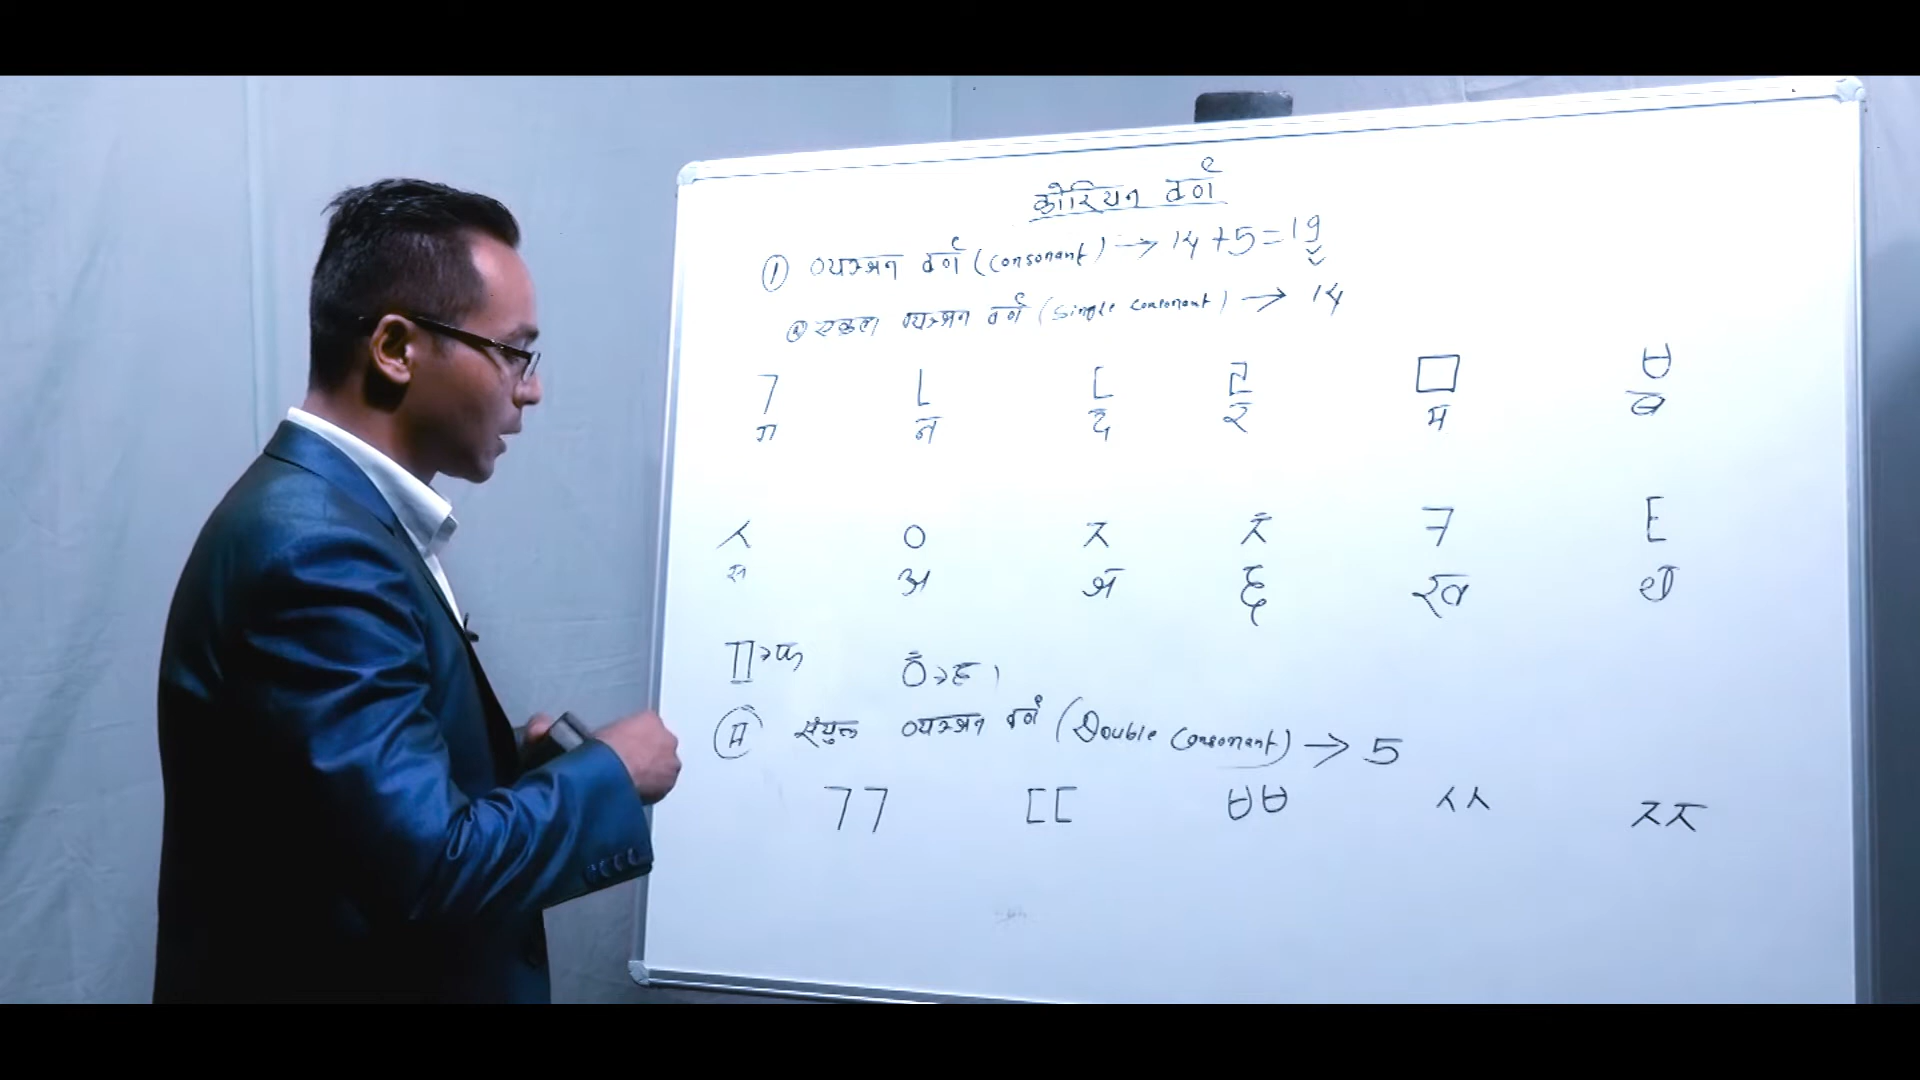 कोरियन वर्ण
① व्यञ्जन वर्ण (Consonant) → 14 + 5 = 19
ⓐ एकल व्यञ्जन वर्ण (Single consonant) → 14
ㄱ ㄴ ㄷ ㄹ ㅁ ㅂ
ग न द र म ब
ㅅ ㅇ ㅈ ㅊ ㅋ ㅌ
स अ ज छ ख थ
ㅍ→फ ㅎ→ह ।
ⓘⓘ संयुक्त व्यञ्जन वर्ण (Double Consonant) → 5
ㄲ ㄸ ㅃ ㅆ ㅉ